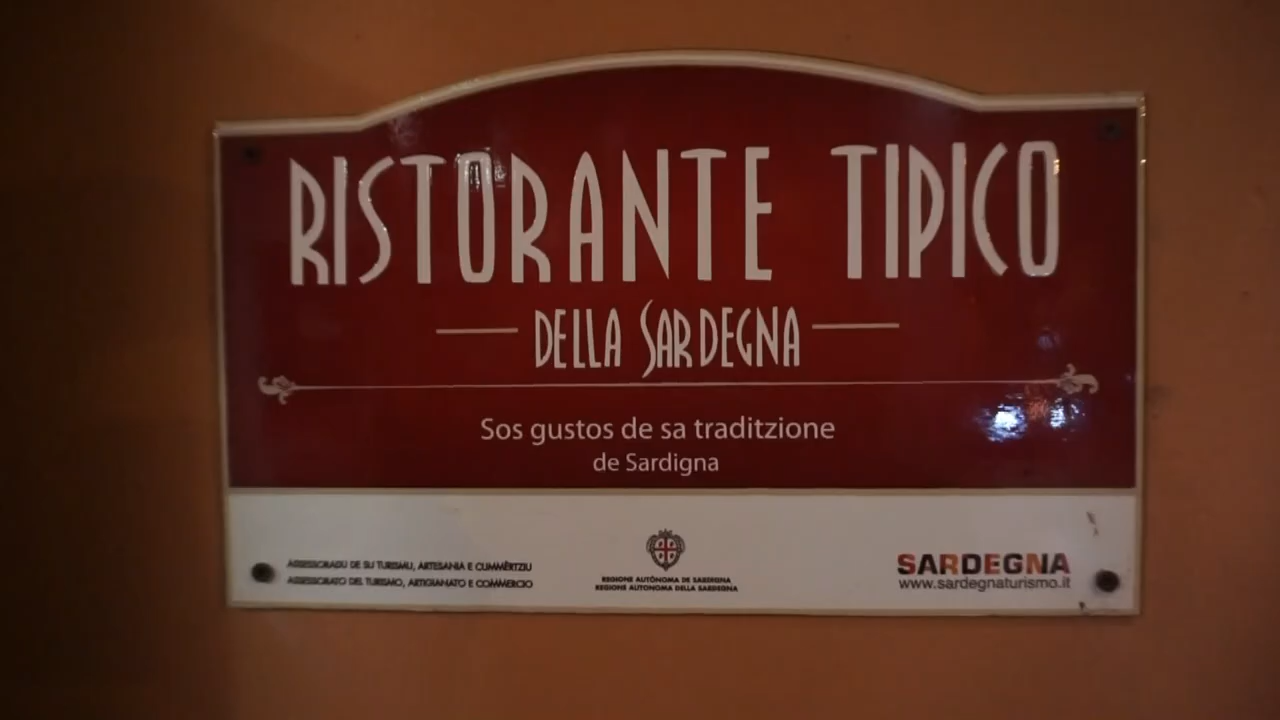 RISTORANTE TIPICO
DELLA SARDEGNA
Sos gustos de sa traditzione
de Sardigna
ASSESSORADU DE SU TURISMU, ARTESANIA E CUMMÈRTZIU
ASSESSORATO DEL TURISMO, ARTIGIANATO E COMMERCIO
REGIONE AUTÒNOMA DE SARDIGNA
REGIONE AUTONOMA DELLA SARDEGNA
SARDEGNA
www.sardegnaturismo.it